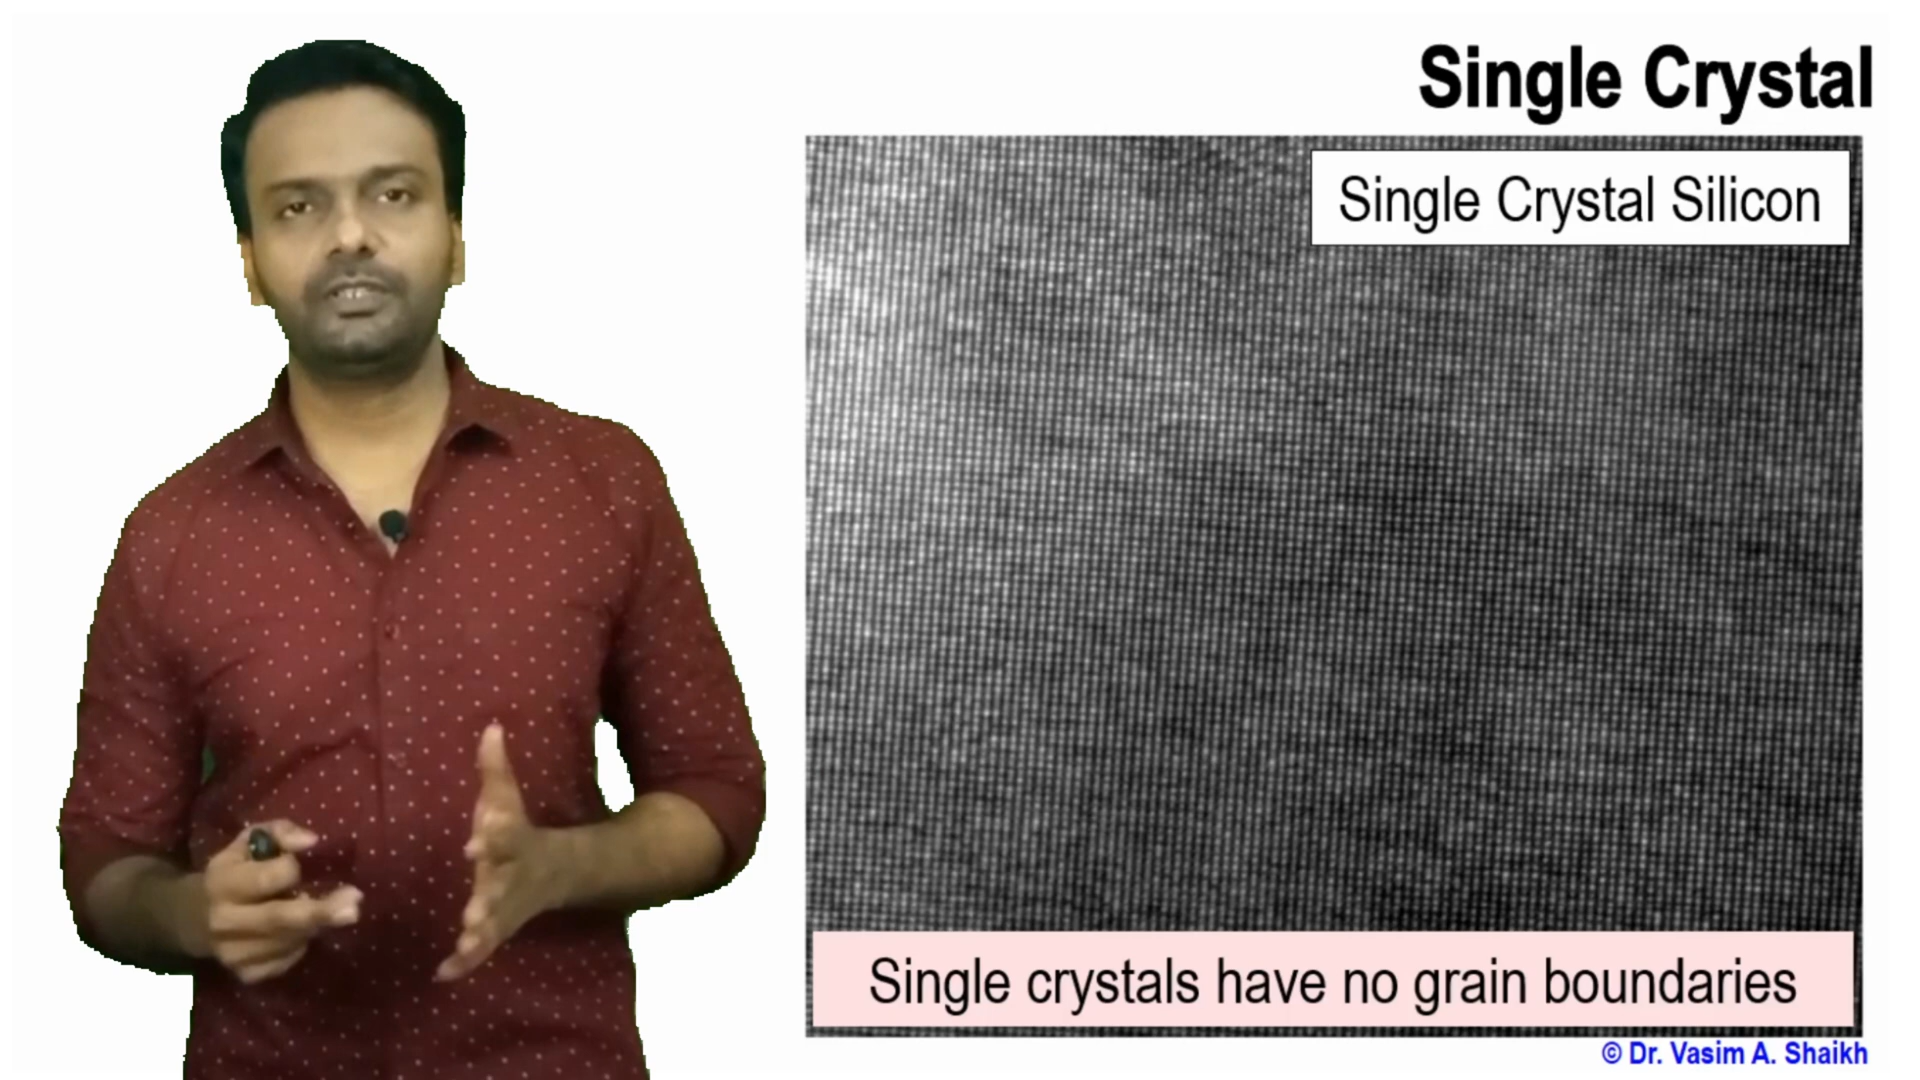 Single Crystal
Single Crystal Silicon
Single crystals have no grain boundaries
© Dr. Vasim A. Shaikh